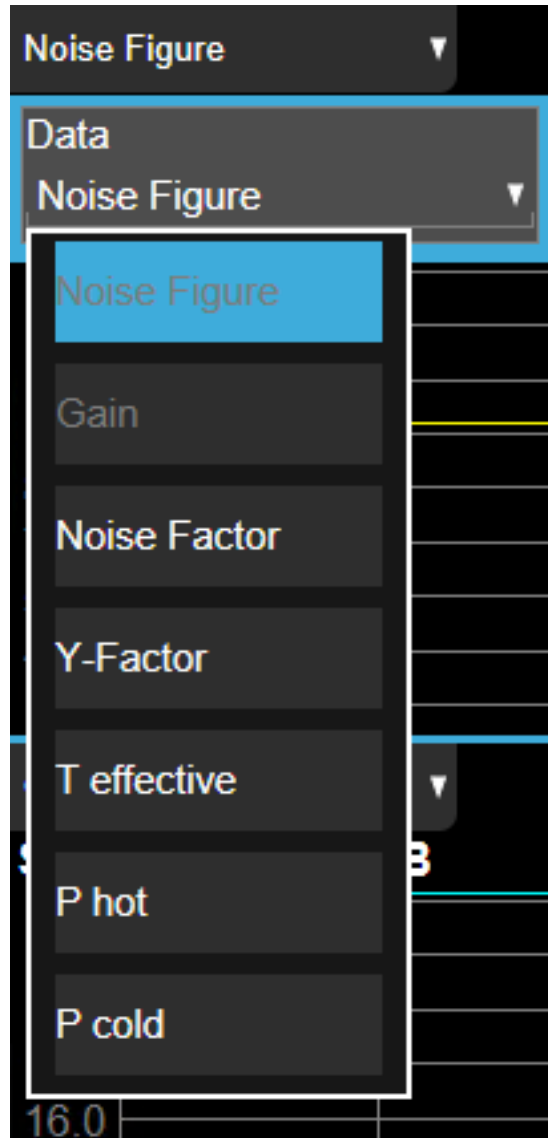 Noise Figure
Data
Noise Figure
Noise Figure
Gain
Noise Factor
Y-Factor
T effective
B
P hot
P cold
16.0